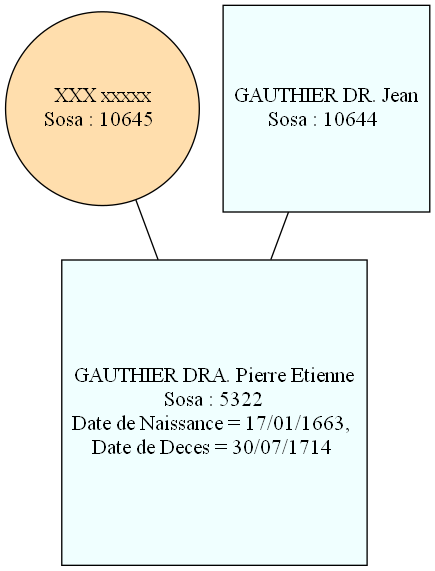 XXX xxxxx
Sosa : 10645
GAUTHIER DR. Jean
Sosa : 10644
GAUTHIER DRA. Pierre Etienne
Sosa : 5322
Date de Naissance = 17/01/1663,
Date de Deces = 30/07/1714